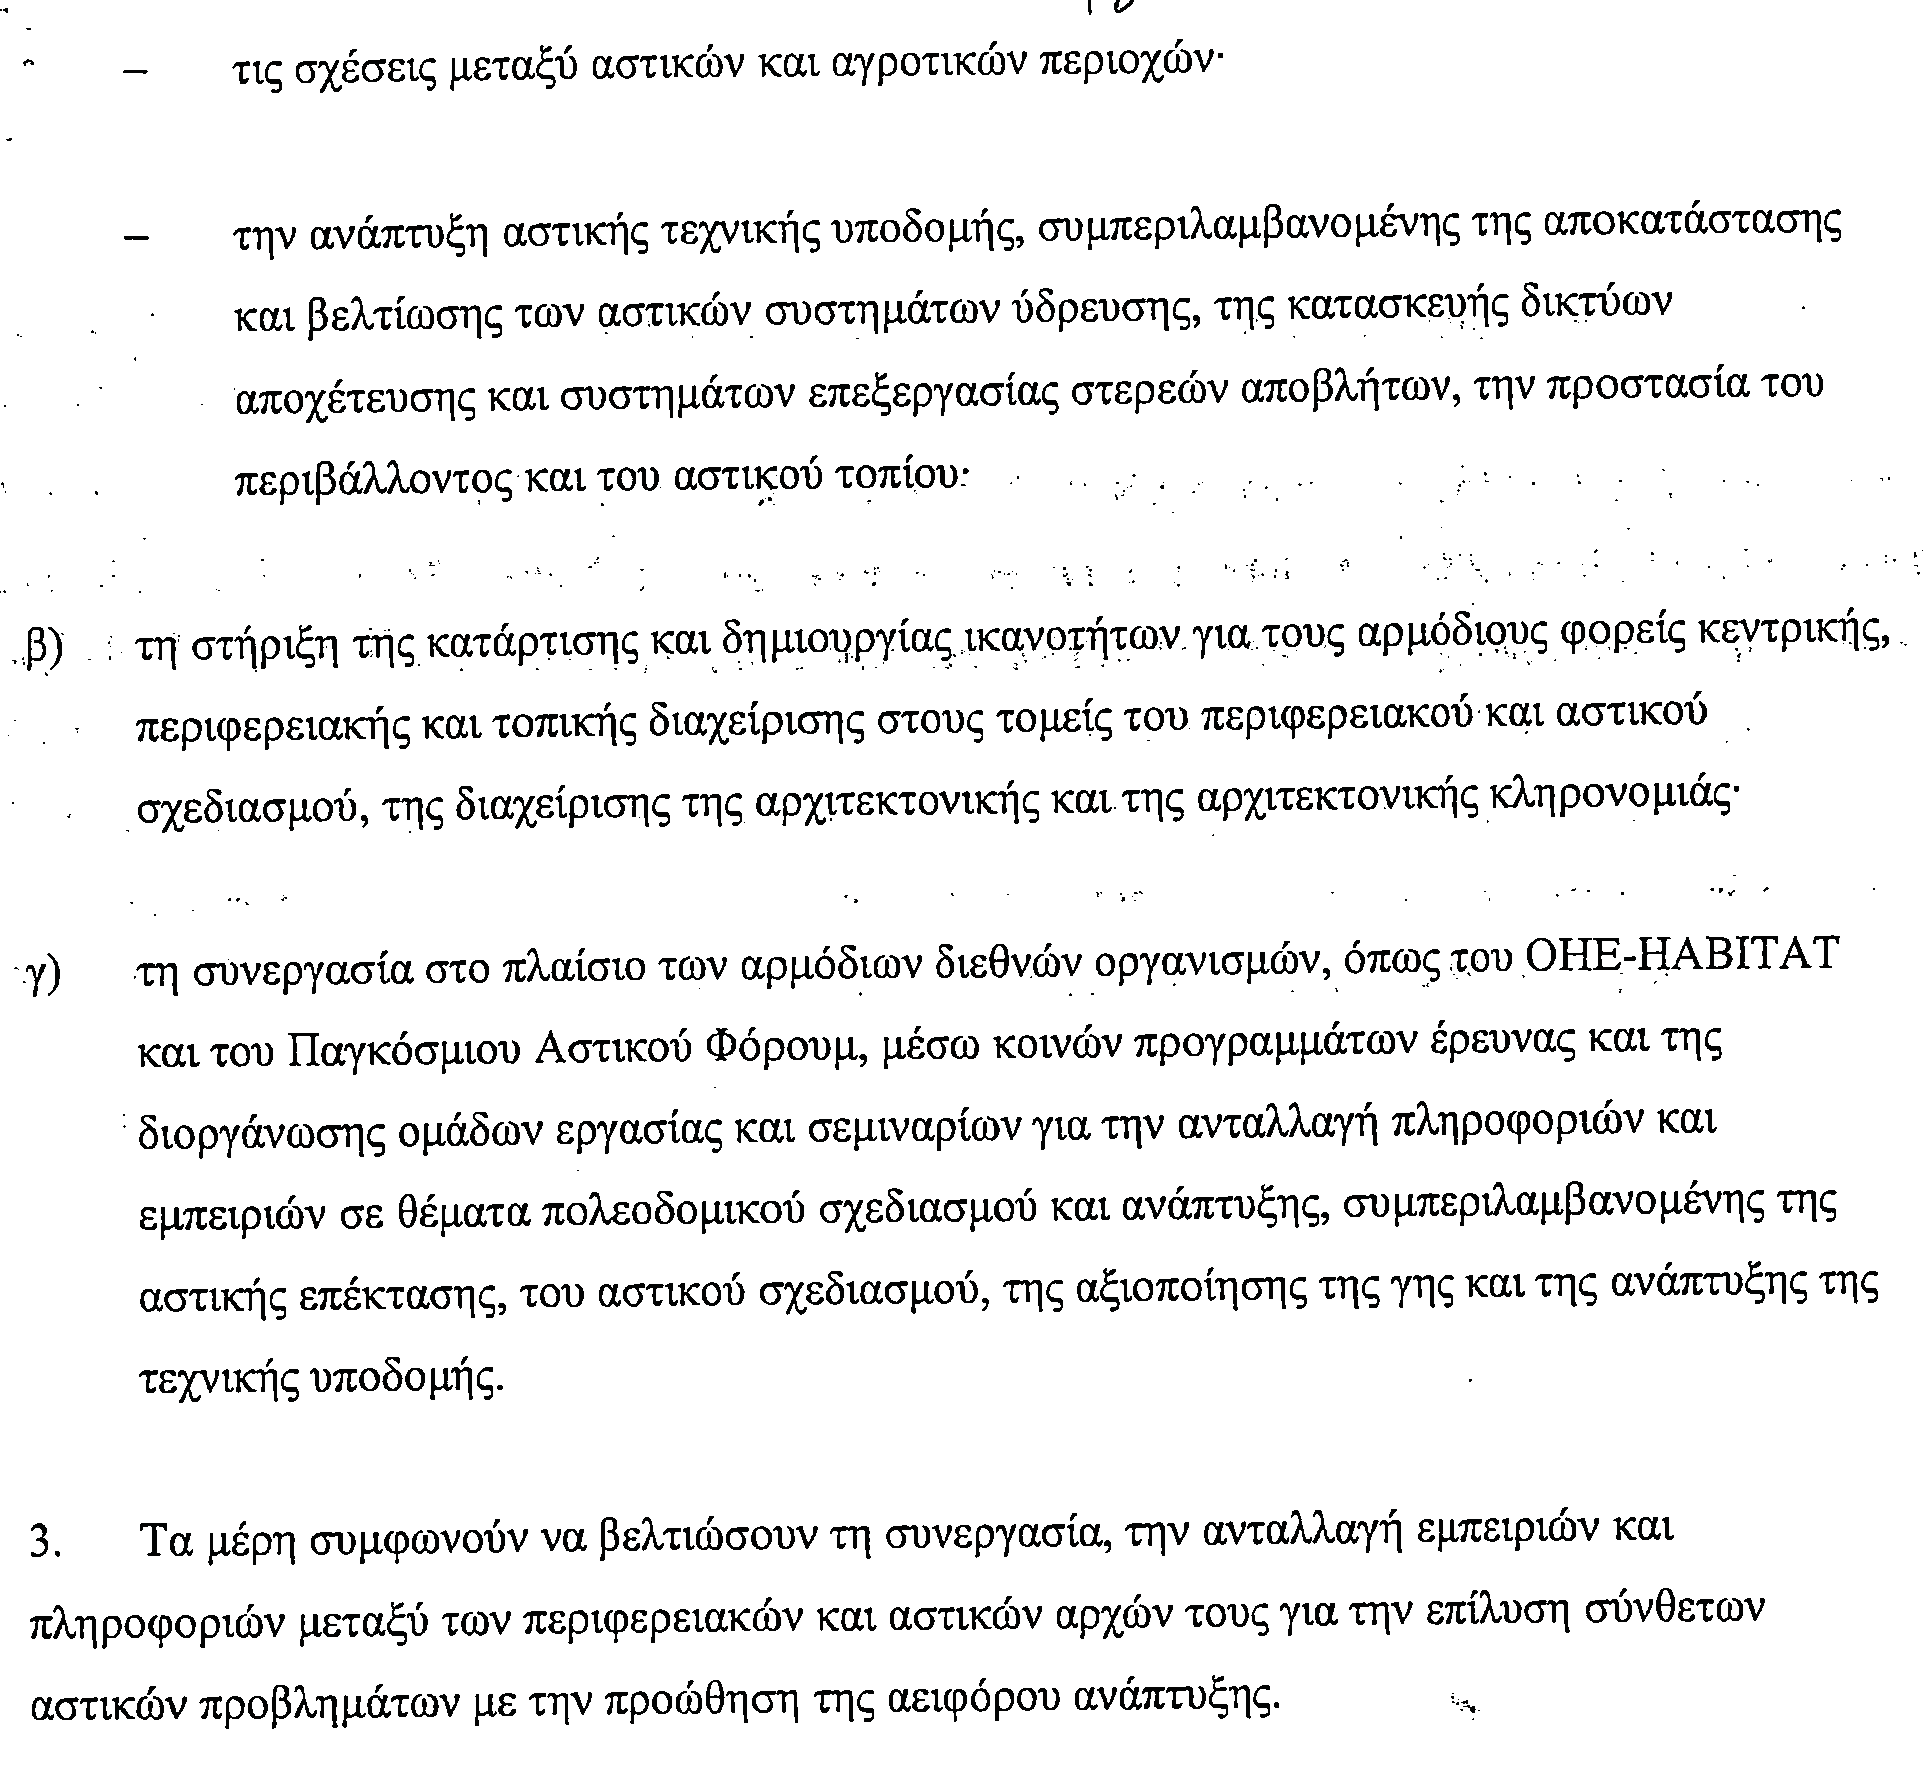 – τις σχέσεις μεταξύ αστικών και αγροτικών περιοχών·
– την ανάπτυξη αστικής τεχνικής υποδομής, συμπεριλαμβανομένης της αποκατάστασης
και βελτίωσης των αστικών συστημάτων ύδρευσης, της κατασκευής δικτύων
αποχέτευσης και συστημάτων επεξεργασίας στερεών αποβλήτων, την προστασία του
περιβάλλοντος και του αστικού τοπίου·
β) τη στήριξη της κατάρτισης και δημιουργίας ικανοτήτων για τους αρμόδιους φορείς κεντρικής,
περιφερειακής και τοπικής διαχείρισης στους τομείς του περιφερειακού και αστικού
σχεδιασμού, της διαχείρισης της αρχιτεκτονικής και της αρχιτεκτονικής κληρονομιάς·
γ) τη συνεργασία στο πλαίσιο των αρμόδιων διεθνών οργανισμών, όπως του ΟΗΕ-HABITAT
και του Παγκόσμιου Αστικού Φόρουμ, μέσω κοινών προγραμμάτων έρευνας και της
διοργάνωσης ομάδων εργασίας και σεμιναρίων για την ανταλλαγή πληροφοριών και
εμπειριών σε θέματα πολεοδομικού σχεδιασμού και ανάπτυξης, συμπεριλαμβανομένης της
αστικής επέκτασης, του αστικού σχεδιασμού, της αξιοποίησης της γης και της ανάπτυξης της
τεχνικής υποδομής.
3. Τα μέρη συμφωνούν να βελτιώσουν τη συνεργασία, την ανταλλαγή εμπειριών και
πληροφοριών μεταξύ των περιφερειακών και αστικών αρχών τους για την επίλυση σύνθετων
αστικών προβλημάτων με την προώθηση της αειφόρου ανάπτυξης.